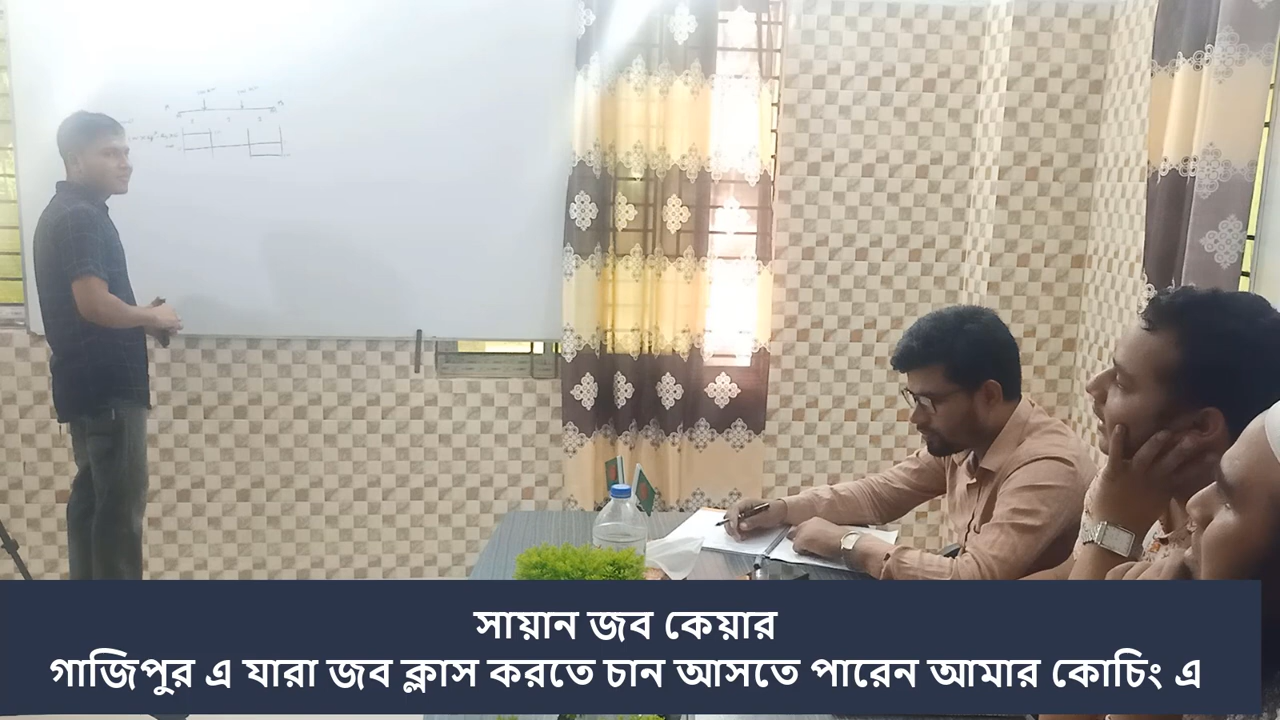 সায়ান জব কেয়ার
গাজিপুর এ যারা জব ক্লাস করতে চান আসতে পারেন আমার কোচিং এ